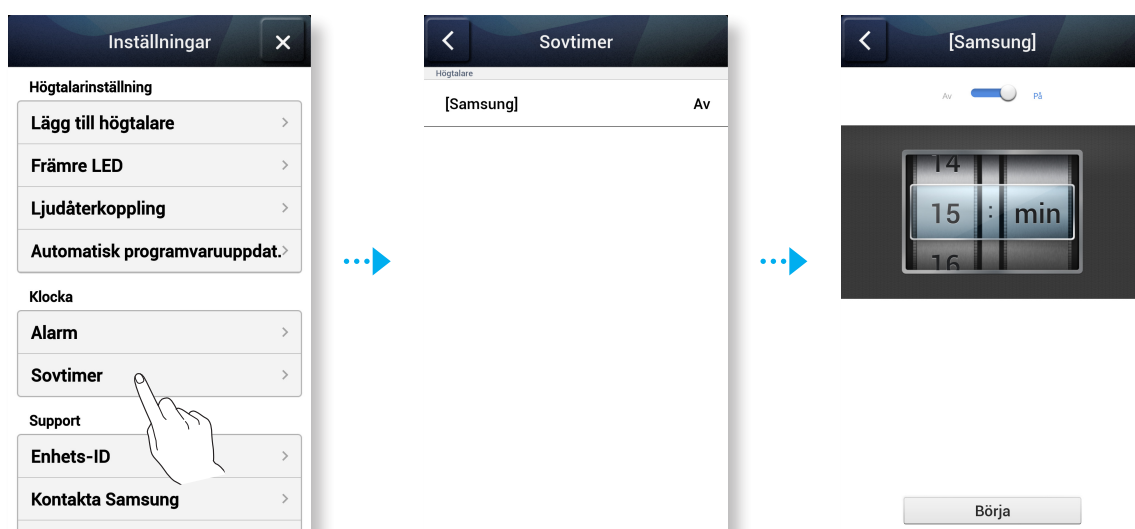 Inställningar
Högtalarinställning
Lägg till högtalare
Främre LED
Ljudåterkoppling
Automatisk programvaruuppdat.
Klocka
Alarm
Sovtimer
Support
Enhets-ID
Kontakta Samsung
Sovtimer
Högtalare
[Samsung] Av
[Samsung]
Av På
14
15 : min
16
Börja